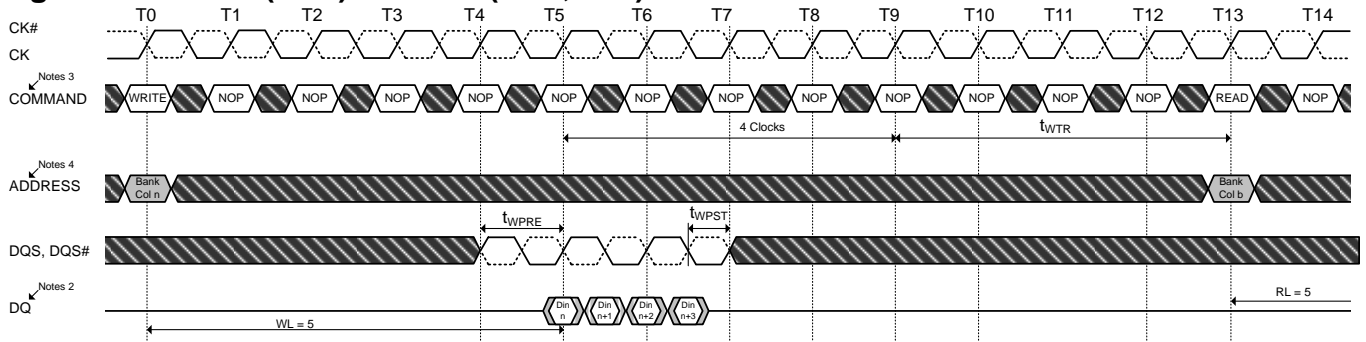 T0 T1 T2 T3 T4 T5 T6 T7 T8 T9 T10 T11 T12 T13 T14
CK#
CK
Notes 3
COMMAND WRITE NOP NOP NOP NOP NOP NOP NOP NOP NOP NOP NOP NOP READ NOP
4 Clocks tWTR
Notes 4
ADDRESS Bank Col n Bank Col b
tWPRE tWPST
DQS, DQS#
Notes 2
DQ Din n Din n+1 Din n+2 Din n+3
RL = 5
WL = 5